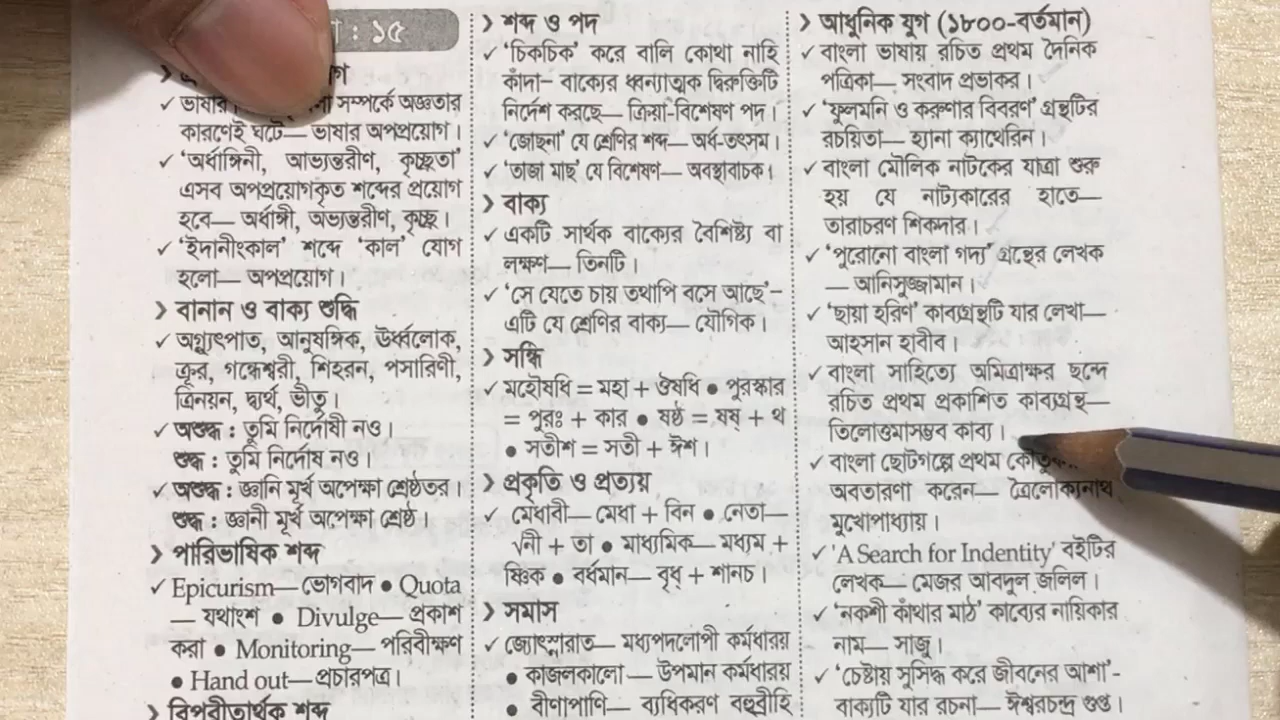 : ১৫
ভাষার সম্পর্কে অজ্ঞতার
কারণেই ঘটে— ভাষার অপপ্রয়োগ।
✓ 'অর্ধাঙ্গিনী, আভ্যন্তরীণ, কৃচ্ছ্রতা'
এসব অপপ্রয়োগকৃত শব্দের প্রয়োগ
হবে— অর্ধাঙ্গী, অভ্যন্তরীণ, কৃচ্ছ্র।
✓ 'ইদানীংকাল' শব্দে 'কাল' যোগ
হলো— অপপ্রয়োগ।
❯ বানান ও বাক্য শুদ্ধি
✓ অগ্ন্যুৎপাত, আনুষঙ্গিক, ঊর্ধ্বলোক,
ক্রূর, গন্ধেশ্বরী, শিহরন, পসারিণী,
ত্রিনয়ন, দ্ব্যর্থ, ভীতু।
✓ অশুদ্ধ : তুমি নির্দোষী নও।
শুদ্ধ : তুমি নির্দোষ নও।
✓ অশুদ্ধ : জ্ঞানি মূর্খ অপেক্ষা শ্রেষ্ঠতর।
শুদ্ধ : জ্ঞানী মূর্খ অপেক্ষা শ্রেষ্ঠ।
❯ পারিভাষিক শব্দ
✓ Epicurism— ভোগবাদ ● Quota
— যথাংশ ● Divulge— প্রকাশ
করা ● Monitoring— পরিবীক্ষণ
● Hand out— প্রচারপত্র।
❯ বিপরীতার্থক শব্দ
❯ শব্দ ও পদ
✓ 'চিকচিক' করে বালি কোথা নাহি
কাঁদা– বাক্যের ধ্বন্যাত্মক দ্বিরুক্তিটি
নির্দেশ করছে— ক্রিয়া-বিশেষণ পদ।
✓ 'জোছনা' যে শ্রেণির শব্দ— অর্ধ-তৎসম।
✓ 'তাজা মাছ' যে বিশেষণ— অবস্থাবাচক।
❯ বাক্য
✓ একটি সার্থক বাক্যের বৈশিষ্ট্য বা
লক্ষণ— তিনটি।
✓ 'সে যেতে চায় তথাপি বসে আছে'–
এটি যে শ্রেণির বাক্য— যৌগিক।
❯ সন্ধি
✓ মহৌষধি = মহা + ঔষধি ● পুরস্কার
= পুরঃ + কার ● ষষ্ঠ = ষষ্ + থ
● সতীশ = সতী + ঈশ।
❯ প্রকৃতি ও প্রত্যয়
✓ মেধাবী— মেধা + বিন ● নেতা—
√নী + তা ● মাধ্যমিক— মধ্যম +
ষ্ণিক ● বর্ধমান— বৃধ্ + শানচ।
❯ সমাস
✓ জ্যোৎস্নারাত— মধ্যপদলোপী কর্মধারয়
● কাজলকালো— উপমান কর্মধারয়
● বীণাপাণি— ব্যধিকরণ বহুব্রীহি
❯ আধুনিক যুগ (১৮০০-বর্তমান)
✓ বাংলা ভাষায় রচিত প্রথম দৈনিক
পত্রিকা— সংবাদ প্রভাকর।
✓ 'ফুলমনি ও করুণার বিবরণ' গ্রন্থটির
রচয়িতা— হ্যানা ক্যাথেরিন।
✓ বাংলা মৌলিক নাটকের যাত্রা শুরু
হয় যে নাট্যকারের হাতে—
তারাচরণ শিকদার।
✓ 'পুরোনো বাংলা গদ্য' গ্রন্থের লেখক
— আনিসুজ্জামান।
✓ 'ছায়া হরিণ' কাব্যগ্রন্থটি যার লেখা—
আহসান হাবীব।
✓ বাংলা সাহিত্যে অমিত্রাক্ষর ছন্দে
রচিত প্রথম প্রকাশিত কাব্যগ্রন্থ—
তিলোত্তমাসম্ভব কাব্য।
✓ বাংলা ছোটগল্পে প্রথম
অবতারণা করেন— ত্রৈলোক্যনাথ
মুখোপাধ্যায়।
✓ 'A Search for Indentity' বইটির
লেখক— মেজর আবদুল জলিল।
✓ 'নকশী কাঁথার মাঠ' কাব্যের নায়িকার
নাম— সাজু।
✓ 'চেষ্টায় সুসিদ্ধ করে জীবনের আশা'-
বাক্যটি যার রচনা— ঈশ্বরচন্দ্র গুপ্ত।